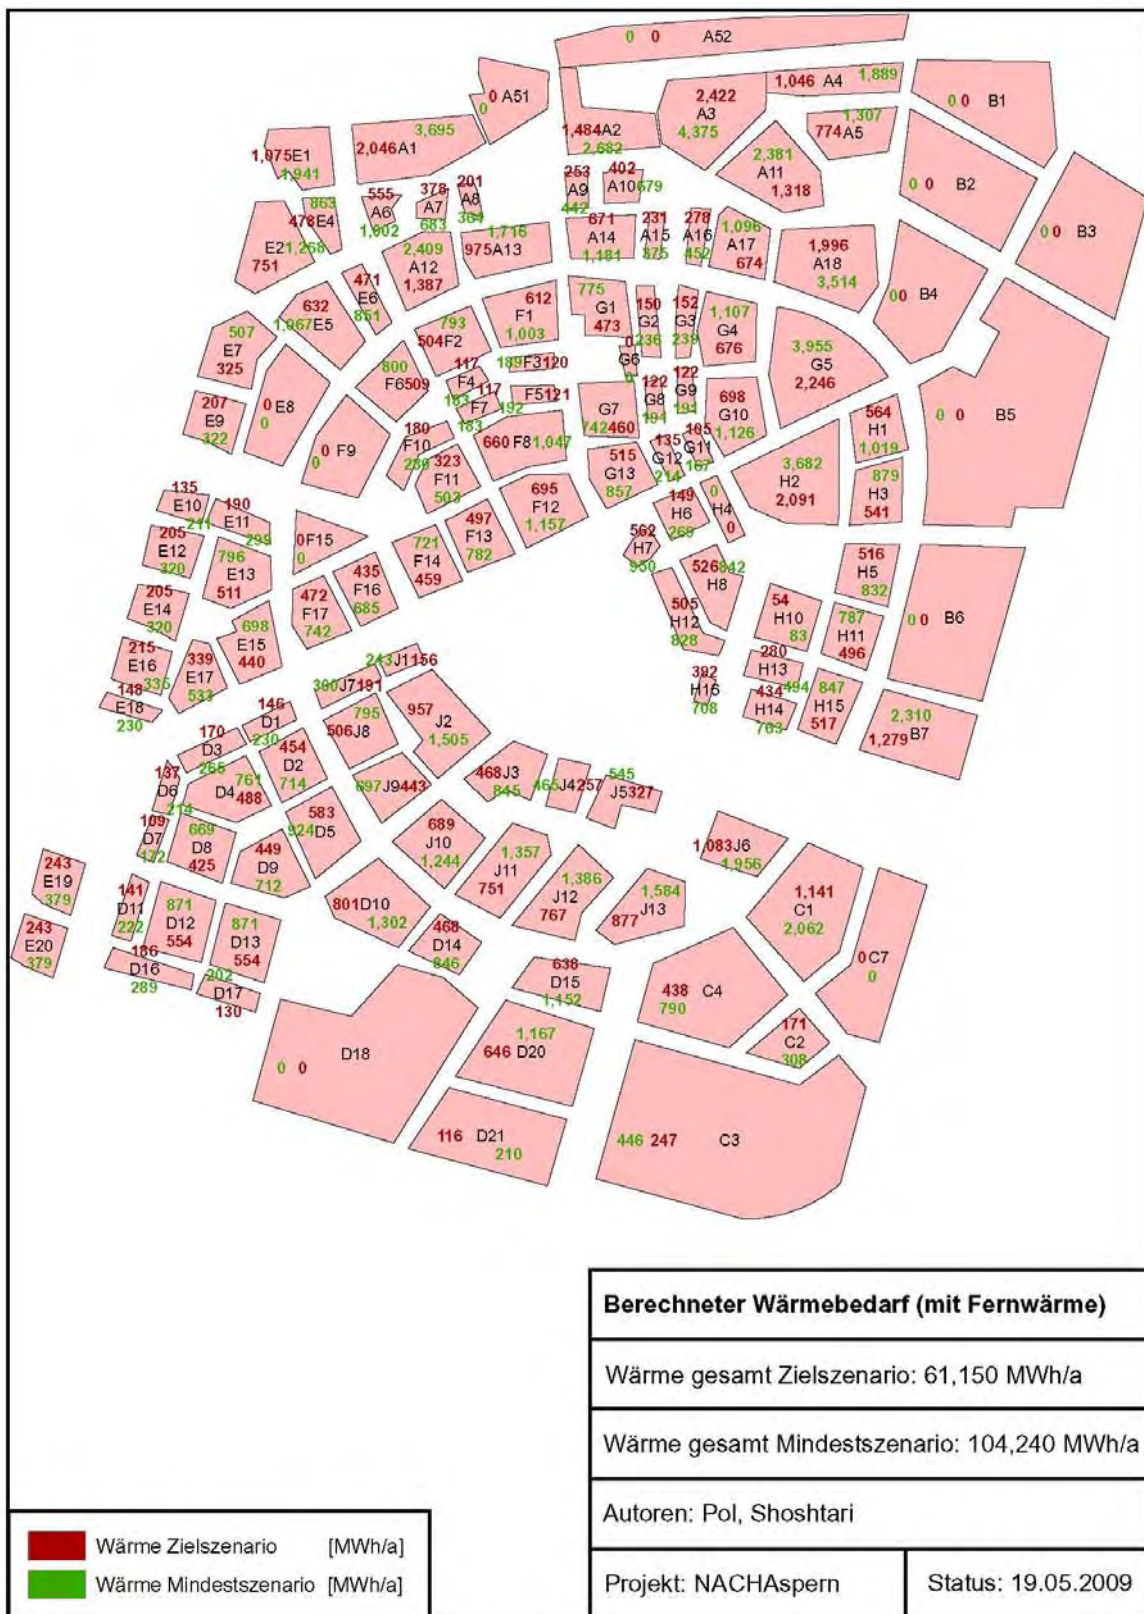 0 0 A52
0 A51
0
1,046 A4 1,889
2,422
A3
4,375
0 0 B1
3,695
2,046 A1
1,484 A2
2,682
1,307
774 A5
1,075 E1
1,941
2,381
A11
1,318
0 0 B2
253
A9
442
402
A10 679
555
A6
1,002
378
A7
683
201
A8
364
863
478 E4
E2 1,268
751
0 0 B3
2,409
A12
1,387
1,716
975 A13
671
A14
1,181
231
A15
375
278
A16
452
1,096
A17
674
1,996
A18
3,514
0 0 B4
471
E6
851
632
1,067 E5
612
F1
1,003
775
G1
473
150
G2
236
152
G3
239
1,107
G4
676
3,955
G5
2,246
507
E7
325
793
504 F2
0
G6
0
189 F3 120
800
F6 509
117
F4
183
117
F7
183
F5 121
192
G7
742 460
122
G8
194
122
G9
191
698
G10
1,126
564
H1
1,019
0 0 B5
0
E8
0
207
E9
322
0 F9
0
180
F10
280
660 F8 1,047
323
F11
503
515
G13
857
135
G12
214
105
G11
167
3,682
H2
2,091
879
H3
541
695
F12
1,157
149
H6
269
0
H4
0
135
E10
211
190
E11
299
497
F13
782
562
H7
950
0 F15
0
205
E12
320
796
E13
511
721
F14
459
435
F16
685
526 842
H8
516
H5
832
205
E14
320
472
F17
742
505
H12
828
54
H10
83
787
H11
496
0 0 B6
698
E15
440
215
E16
335
339
E17
533
243 J1 156
300 J7 191
392
H16
708
280
H13
494
434
H14
763
847
H15
517
148
E18
230
146
D1
230
957
J2
1,505
2,310
1,279 B7
795
506 J8
170
D3
265
454
D2
714
468 J3
845
465 J4 257
545
J5 327
137
D6
214
761
D4 488
697 J9 443
583
924 D5
109
D7
172
669
D8
425
689
J10
1,244
1,083 J6
1,956
449
D9
712
1,357
J11
751
243
E19
379
1,386
J12
767
1,584
J13
877
1,141
C1
2,062
141
D11
222
871
D12
554
871
D13
554
801 D10
1,302
468
D14
846
243
E20
379
0 C7
0
186
D16
289
202
D17
130
638
D15
1,152
438 C4
790
171
C2
308
0 0 D18
1,167
646 D20
116 D21
210
446 247 C3
Berechneter Wärmebedarf (mit Fernwärme)
Wärme gesamt Zielszenario: 61,150 MWh/a
Wärme gesamt Mindestszenario: 104,240 MWh/a
Autoren: Pol, Shoshtari
Projekt: NACHAspern Status: 19.05.2009
Wärme Zielszenario [MWh/a]
Wärme Mindestszenario [MWh/a]